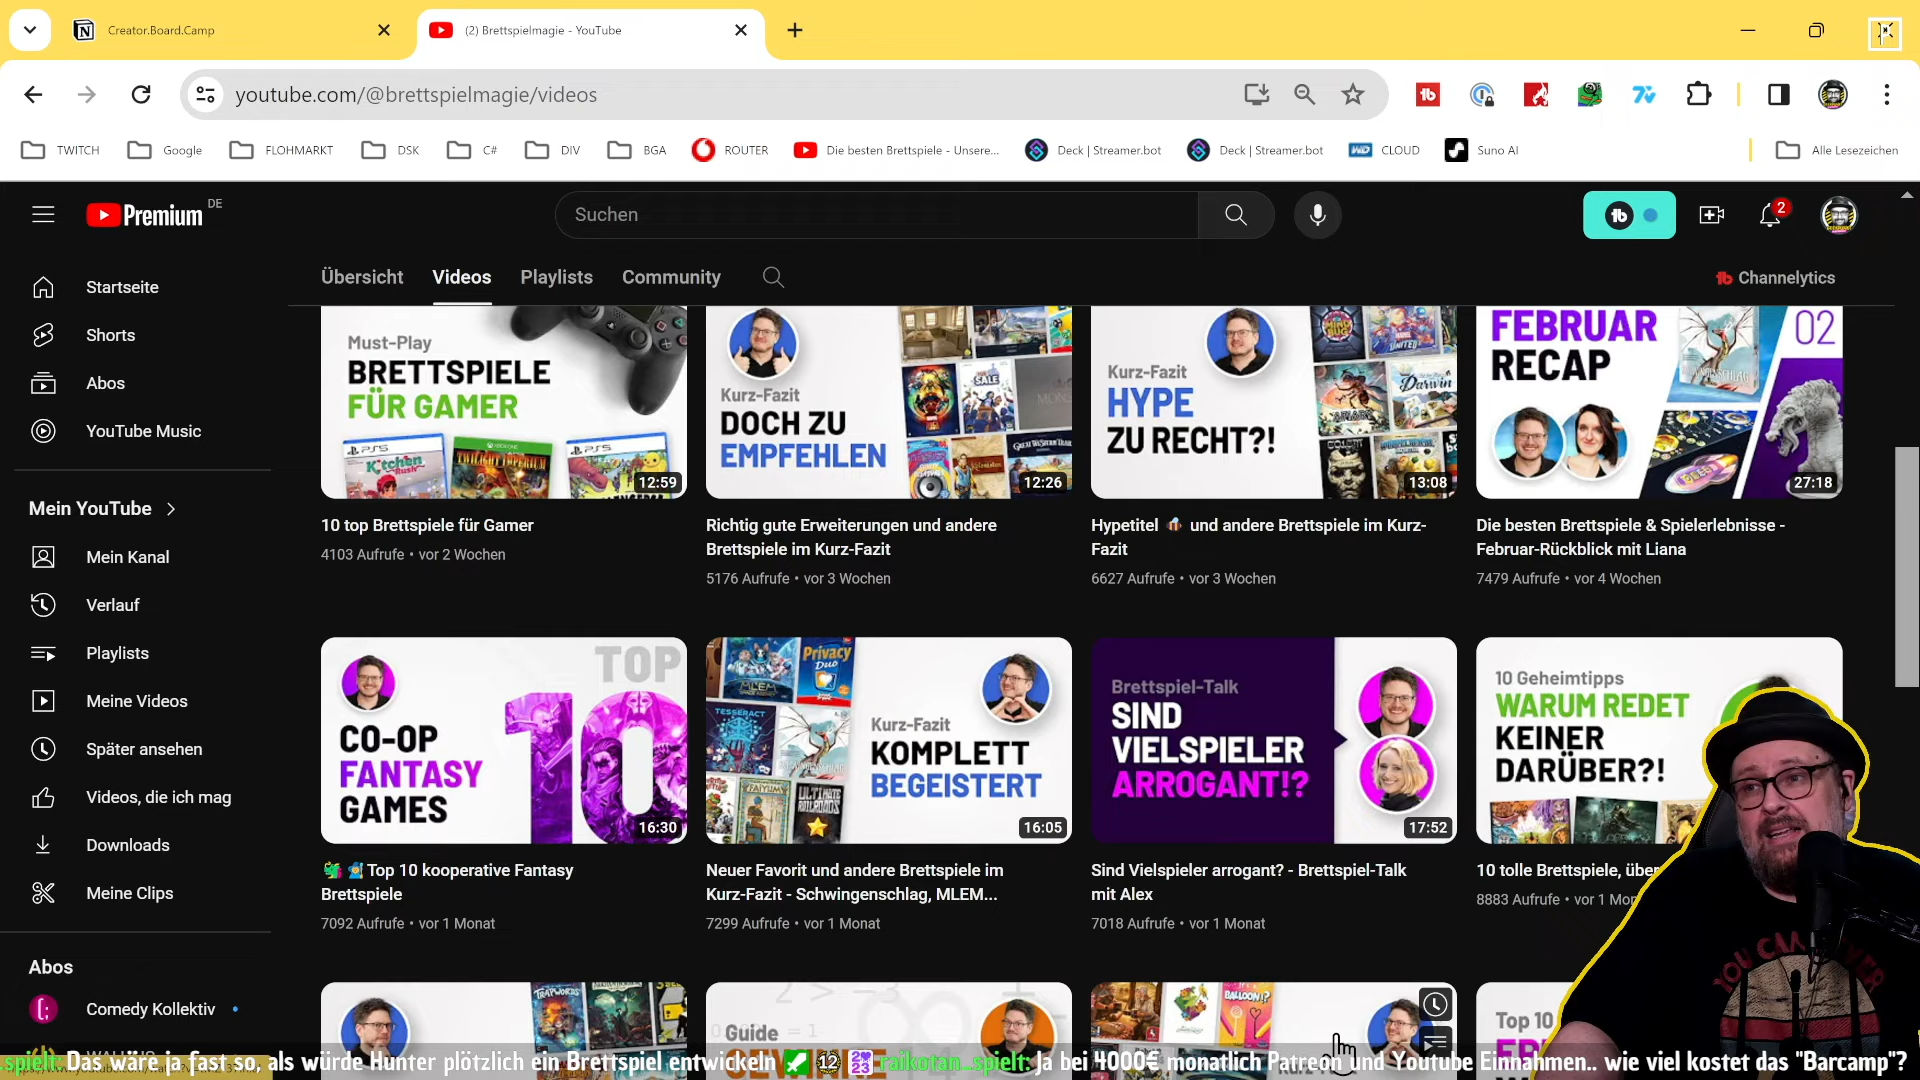 Creator.Board.Camp
(2) Brettspielmagie - YouTube
youtube.com/@brettspielmagie/videos
TWITCH
Google
FLOHMARKT
DSK
C#
DIV
BGA
ROUTER
Die besten Brettspiele - Unsere...
Deck | Streamer.bot
Deck | Streamer.bot
CLOUD
Suno AI
Alle Lesezeichen
Premium DE
Suchen
2
Übersicht
Videos
Playlists
Community
Channelytics
Startseite
Shorts
Abos
YouTube Music
Mein YouTube
Mein Kanal
Verlauf
Playlists
Meine Videos
Später ansehen
Videos, die ich mag
Downloads
Meine Clips
Abos
Comedy Kollektiv
Must-Play
BRETTSPIELE
FÜR GAMER
12:59
10 top Brettspiele für Gamer
4103 Aufrufe • vor 2 Wochen
Kurz-Fazit
DOCH ZU
EMPFEHLEN
12:26
Richtig gute Erweiterungen und andere
Brettspiele im Kurz-Fazit
5176 Aufrufe • vor 3 Wochen
Kurz-Fazit
HYPE
ZU RECHT?!
13:08
Hypetitel 🐝 und andere Brettspiele im Kurz-
Fazit
6627 Aufrufe • vor 3 Wochen
FEBRUAR
RECAP
02
27:18
Die besten Brettspiele & Spielerlebnisse -
Februar-Rückblick mit Liana
7479 Aufrufe • vor 4 Wochen
TOP
10
CO-OP
FANTASY
GAMES
16:30
Top 10 kooperative Fantasy
Brettspiele
7092 Aufrufe • vor 1 Monat
Kurz-Fazit
KOMPLETT
BEGEISTERT
16:05
Neuer Favorit und andere Brettspiele im
Kurz-Fazit - Schwingenschlag, MLEM...
7299 Aufrufe • vor 1 Monat
Brettspiel-Talk
SIND
VIELSPIELER
ARROGANT!?
17:52
Sind Vielspieler arrogant? - Brettspiel-Talk
mit Alex
7018 Aufrufe • vor 1 Monat
10 Geheimtipps
WARUM REDET
KEINER
DARÜBER?!
10 tolle Brettspiele, über
8883 Aufrufe • vor 1 Mon
Guide
Top 10
spielt: Das wäre ja fast so, als würde Hunter plötzlich ein Brettspiel entwickeln 12 2023 raikotan_spielt: Ja bei 4000€ monatlich Patreon und Youtube Einnahmen.. wie viel kostet das "Barcamp"?